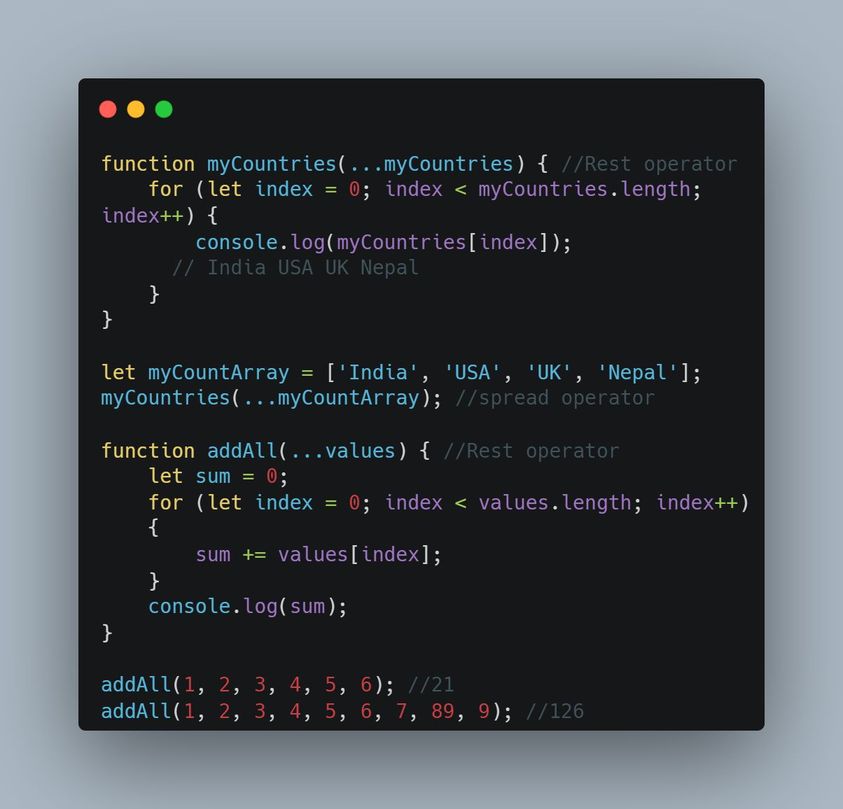 function myCountries(...myCountries) { //Rest operator
    for (let index = 0; index < myCountries.length;
index++) {
        console.log(myCountries[index]);
      // India USA UK Nepal
    }
}

let myCountArray = ['India', 'USA', 'UK', 'Nepal'];
myCountries(...myCountArray); //spread operator

function addAll(...values) { //Rest operator
    let sum = 0;
    for (let index = 0; index < values.length; index++)
    {
        sum += values[index];
    }
    console.log(sum);
}

addAll(1, 2, 3, 4, 5, 6); //21
addAll(1, 2, 3, 4, 5, 6, 7, 89, 9); //126